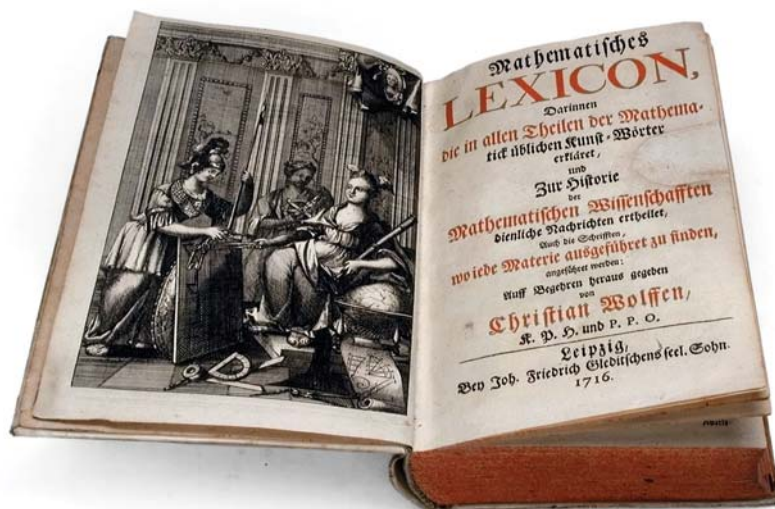 Mathematisches
LEXICON,
Darinnen
die in allen Theilen der Mathema-
tick üblichen Kunst-Wörter
erkläret,
und
Zur Historie
der
Mathematischen Wissenschafften
dienliche Nachrichten ertheilet,
Auch die Schrifften,
wo iede Materie ausgeführet zu finden,
angeführet werden:
Auff Begehren heraus gegeben
von
Christian Wolffen,
K. P. H. und P. P. O.
Leipzig,
Bey Joh. Friedrich Gleditschens seel. Sohn.
1716.